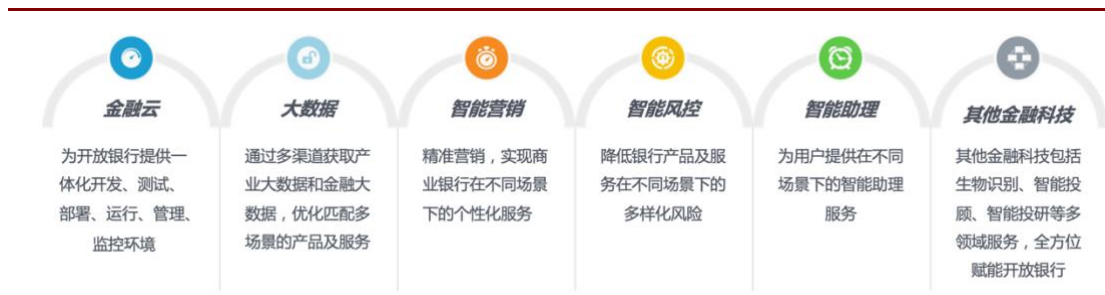 金融云
为开放银行提供一
体化开发、测试、
部署、运行、管理、
监控环境
大数据
通过多渠道获取产
业大数据和金融大
数据，优化匹配多
场景的产品及服务
智能营销
精准营销，实现商
业银行在不同场景
下的个性化服务
智能风控
降低银行产品及服
务在不同场景下的
多样化风险
智能助理
为用户提供在不同
场景下的智能助理
服务
其他金融科技
其他金融科技包括
生物识别、智能投
顾、智能投研等多
领域服务，全方位
赋能开放银行